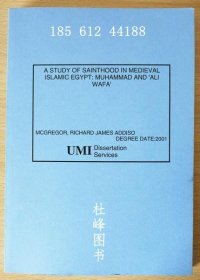 185 612 44188
A STUDY OF SAINTHOOD IN MEDIEVAL
ISLAMIC EGYPT: MUHAMMAD AND 'ALI
WAFA'
MCGREGOR, RICHARD JAMES ADDISO
DEGREE DATE:2001
UMI Dissertation
Services
杜峰图书